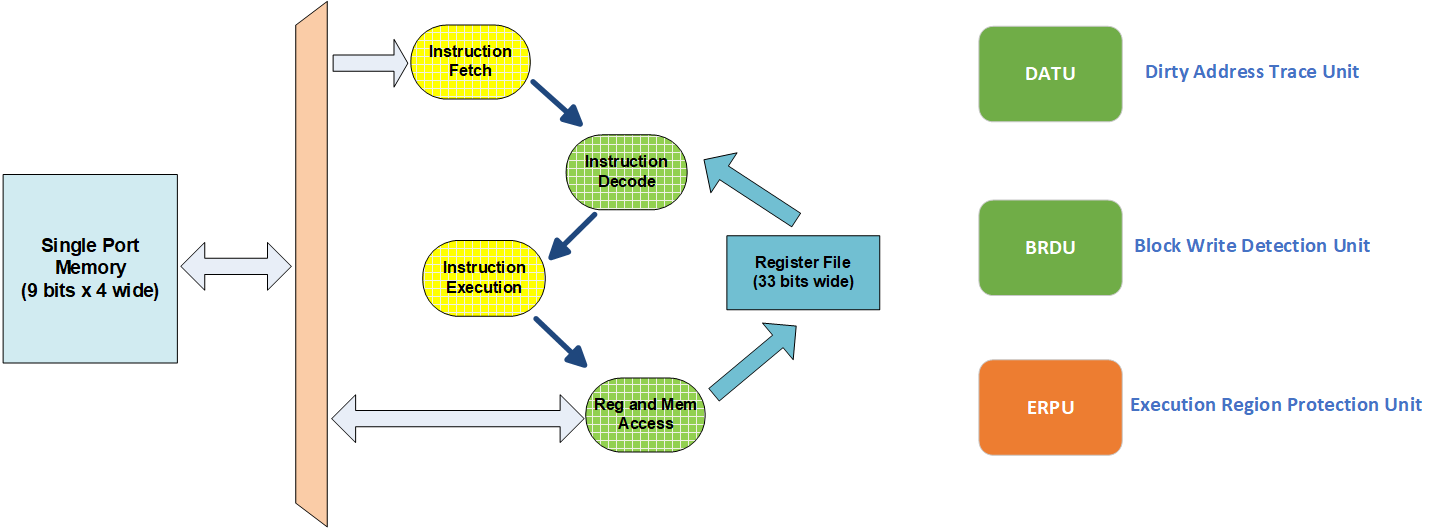 Single Port
Memory
(9 bits x 4 wide)
Instruction
Fetch
Instruction
Decode
Instruction
Execution
Reg and Mem
Access
Register File
(33 bits wide)
DATU
Dirty Address Trace Unit
BRDU
Block Write Detection Unit
ERPU
Execution Region Protection Unit